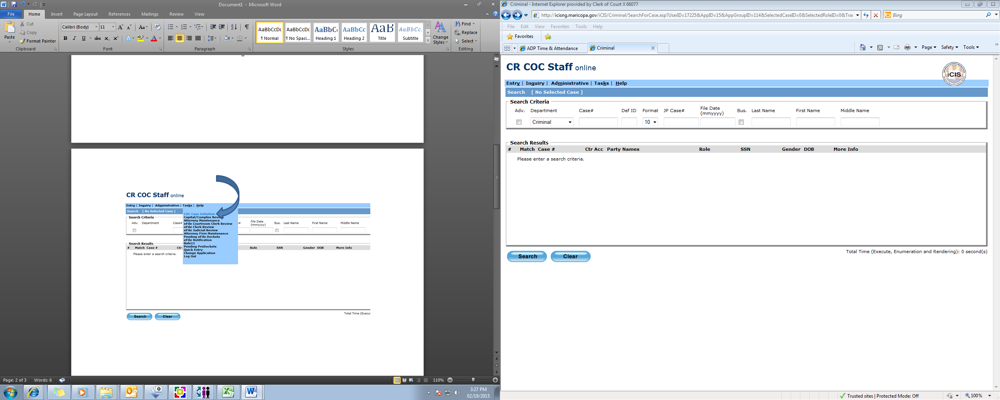 Document1 - Microsoft Word
File Home Insert Page Layout References Mailings Review View
Paste
Cut
Copy
Format Painter
Clipboard
Calibri (Body) 11
Font
Paragraph
AaBbCcDc ¶ Normal
AaBbCcDc ¶ No Spaci...
AaBbC Heading 1
AaBbCc Heading 2
AaB Title
AaBbCc. Subtitle
Change Styles
Styles
Find
Replace
Select
Editing
CR COC Staff online
Entry | Inquiry | Administrative | Tasks | Help
Search [ No Selected Case ]
COC Case Initiation
Capital/Complex Review
Attorney Maintenance
eFile Courtroom Clerk Review
eFile Clerk Review
eFile Judicial Review
Attorney Firm Maintenance
Pending eFile Dockets
eFile Notification
Rule11
Pending PreDockets
Quick Entry
Change Application
Log Out
Search Criteria
Adv. Department Case# File Date (mmyyyy) Bus. Last Name First Name Middle Name
Search Results
# Match Case # Ctr Role SSN Gender DOB More Info
Please enter a search criteria.
Search Clear
Total Time (Execu
Page: 2 of 3 Words: 6
110%
3:27 PM
02/19/2015
Criminal - Internet Explorer provided by Clerk of Court X 66077
http://icisng.maricopa.gov/iCIS/Criminal/SearchForCase.asp?UserID=17225&AppID=15&AppGroupID=114&SelectedCaseID=0&SelectedRoleID=0&Tra
Bing
File Edit View Favorites Tools Help
Favorites
ADP Time & Attendance
Criminal
Page Safety Tools
CR COC Staff online
iCIS
Entry | Inquiry | Administrative | Tasks | Help
Search [ No Selected Case ]
Search Criteria
Adv. Department Case# Def ID Format JP Case# File Date (mmyyyy) Bus. Last Name First Name Middle Name
Criminal 10
Search Results
# Match Case # Ctr Acc Party Names Role SSN Gender DOB More Info
Please enter a search criteria.
Search Clear
Total Time (Execute, Enumeration and Rendering): 0 second(s)
Trusted sites | Protected Mode: Off
100%